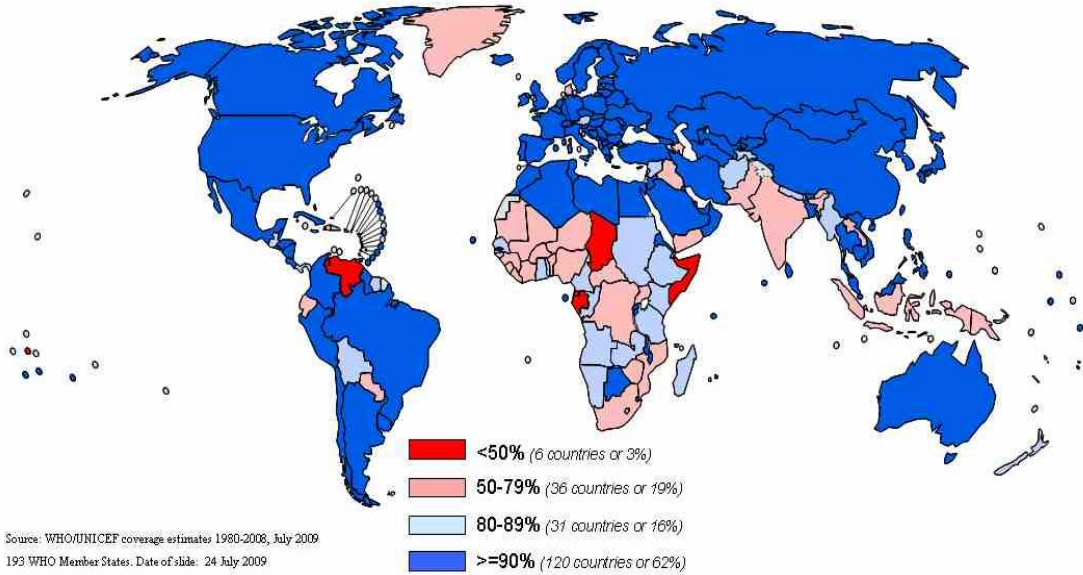 <50% (6 countries or 3%)
50-79% (36 countries or 19%)
80-89% (31 countries or 16%)
>=90% (120 countries or 62%)
Source: WHO/UNICEF coverage estimates 1980-2008, July 2009
193 WHO Member States. Date of slide: 24 July 2009